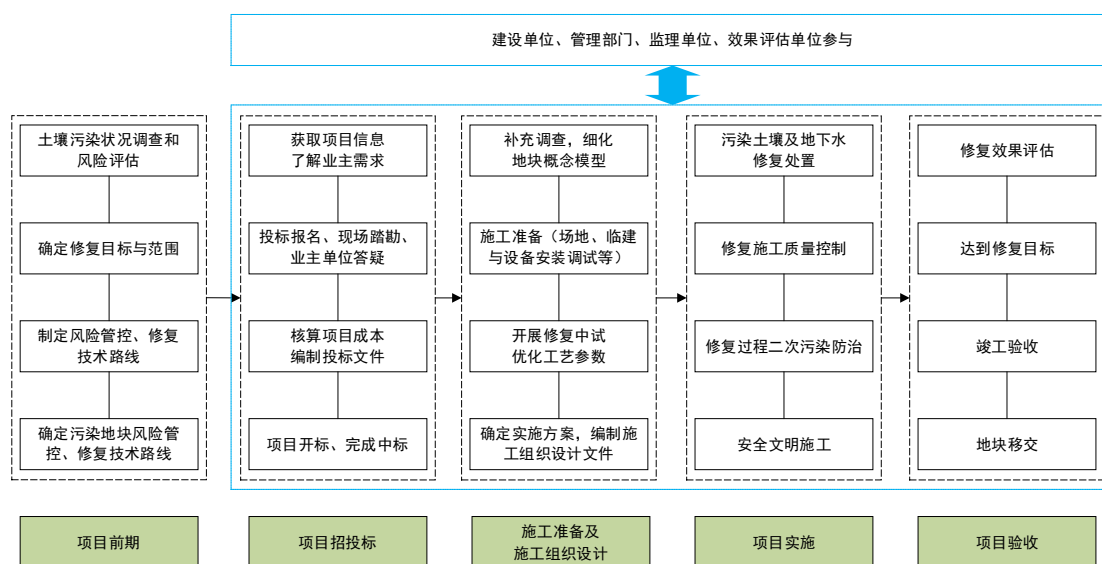 建设单位、管理部门、监理单位、效果评估单位参与
土壤污染状况调查和
风险评估
确定修复目标与范围
制定风险管控、修复
技术路线
确定污染地块风险管
控、修复技术路线
项目前期
获取项目信息
了解业主需求
投标报名、现场踏勘、
业主单位答疑
核算项目成本
编制投标文件
项目开标、完成中标
项目招投标
补充调查，细化
地块概念模型
施工准备（场地、临建
与设备安装调试等）
开展修复中试
优化工艺参数
确定实施方案，编制施
工组织设计文件
施工准备及
施工组织设计
污染土壤及地下水
修复处置
修复施工质量控制
修复过程二次污染防治
安全文明施工
项目实施
修复效果评估
达到修复目标
竣工验收
地块移交
项目验收